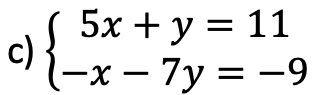 c) { 5x + y = 11
−x − 7y = −9